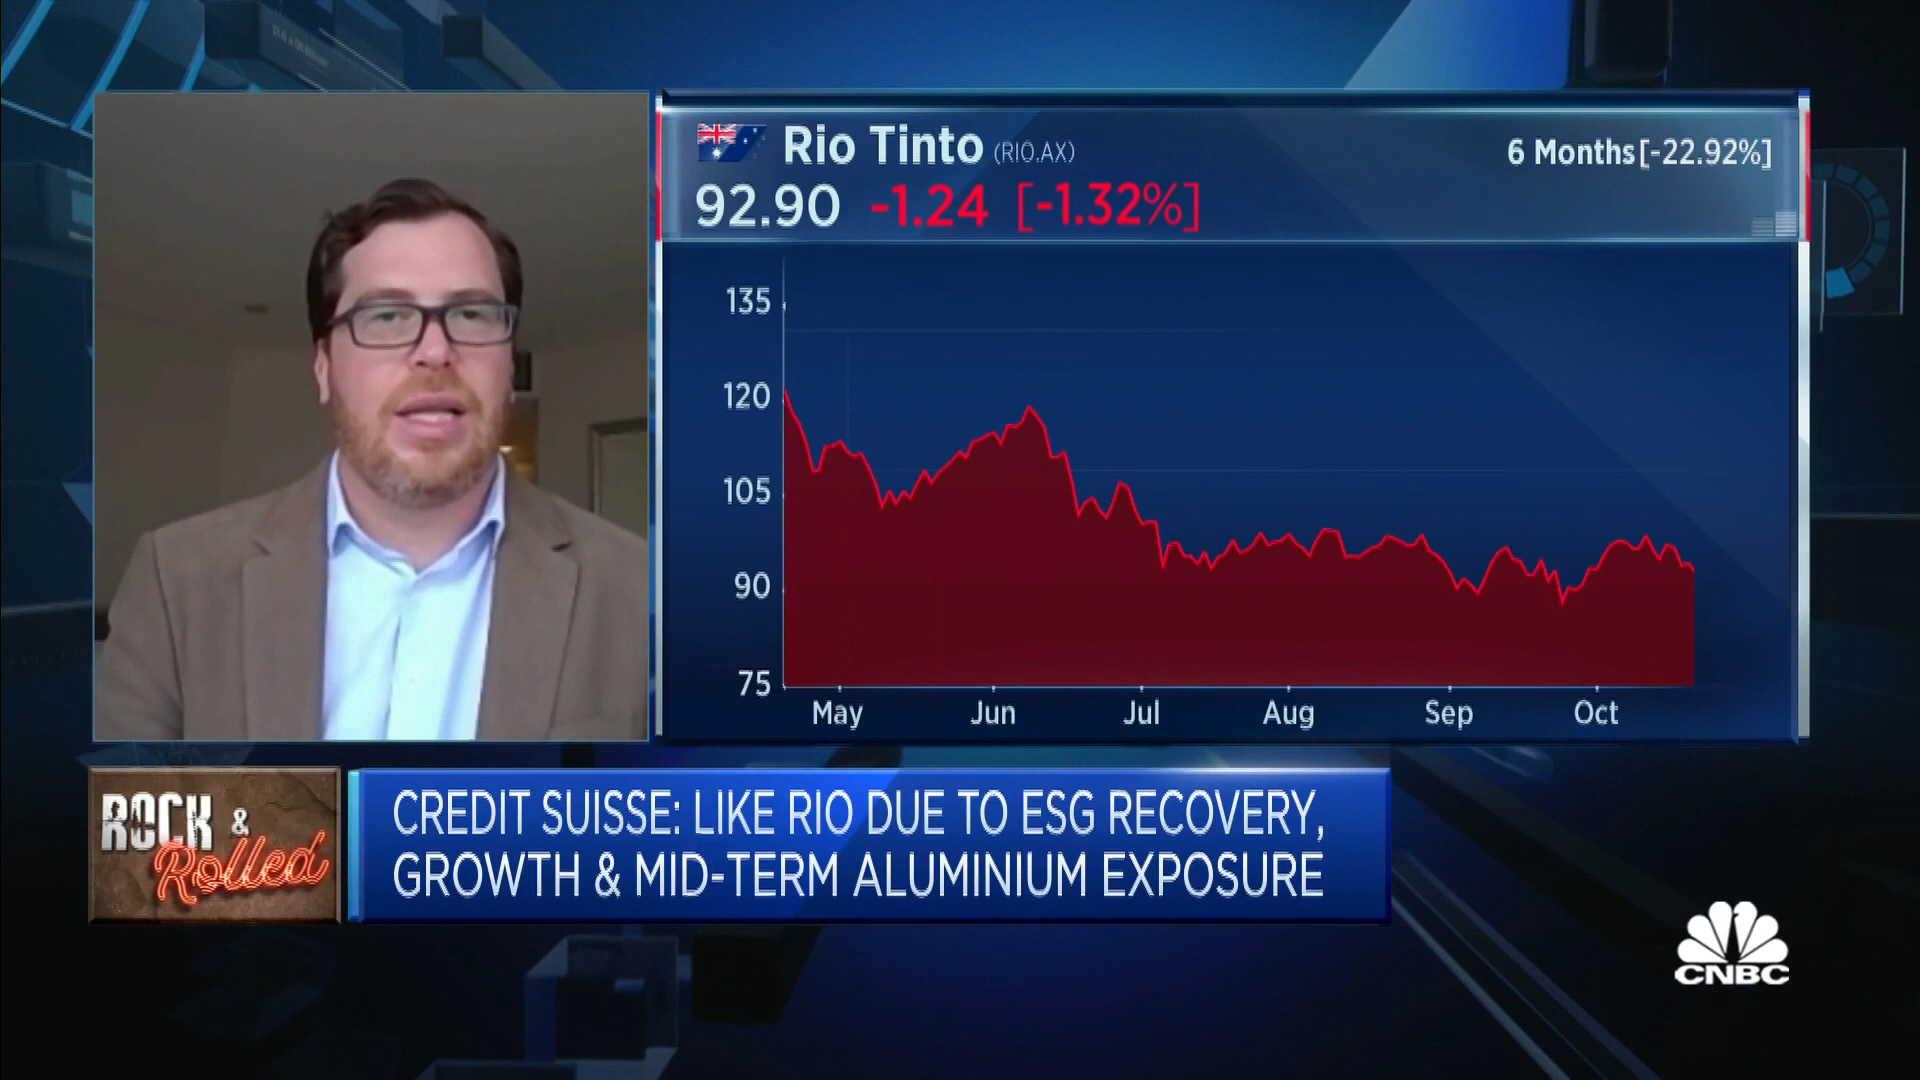 Rio Tinto (RIO.AX)
6 Months [-22.92%]
92.90 -1.24 [-1.32%]
135
120
105
90
75
May Jun Jul Aug Sep Oct
ROCK &
Rolled
CREDIT SUISSE: LIKE RIO DUE TO ESG RECOVERY,
GROWTH & MID-TERM ALUMINIUM EXPOSURE
CNBC